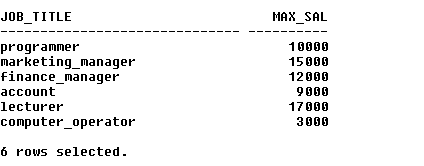 JOB_TITLE                         MAX_SAL
------------------------------ ----------
programmer                          10000
marketing_manager                   15000
finance_manager                     12000
account                              9000
lecturer                            17000
computer_operator                    3000
6 rows selected.